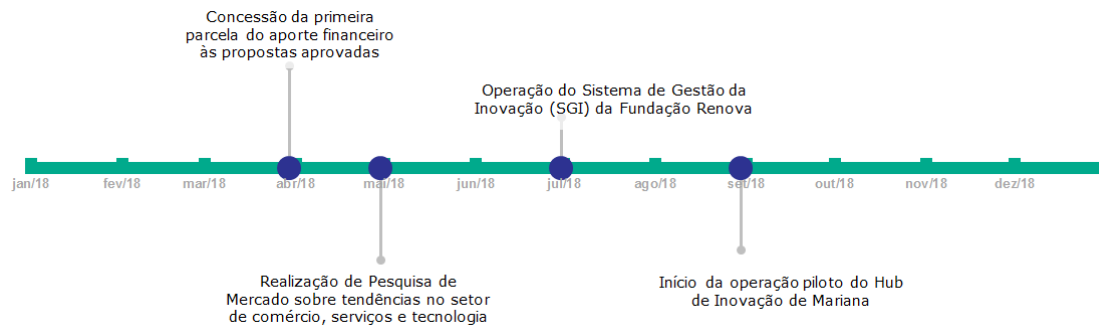 Concessão da primeira
parcela do aporte financeiro
às propostas aprovadas
Operação do Sistema de Gestão da
Inovação (SGI) da Fundação Renova
jan/18 fev/18 mar/18 abr/18 mai/18 jun/18 jul/18 ago/18 set/18 out/18 nov/18 dez/18
Realização de Pesquisa de
Mercado sobre tendências no setor
de comércio, serviços e tecnologia
Início da operação piloto do Hub
de Inovação de Mariana